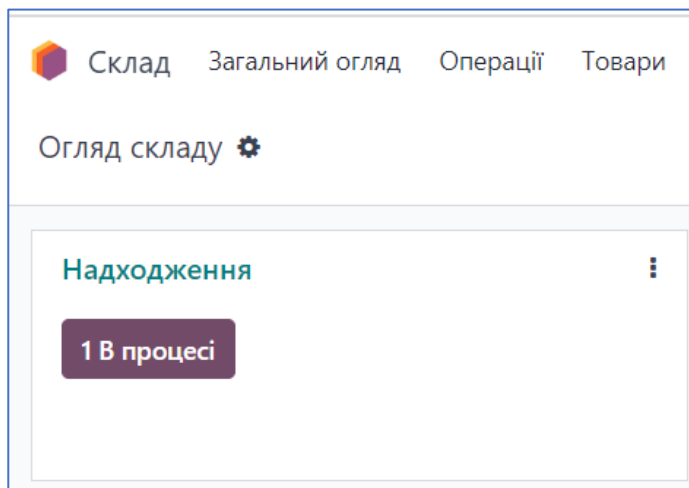 Склад Загальний огляд Операції Товари
Огляд складу
Надходження
1 В процесі